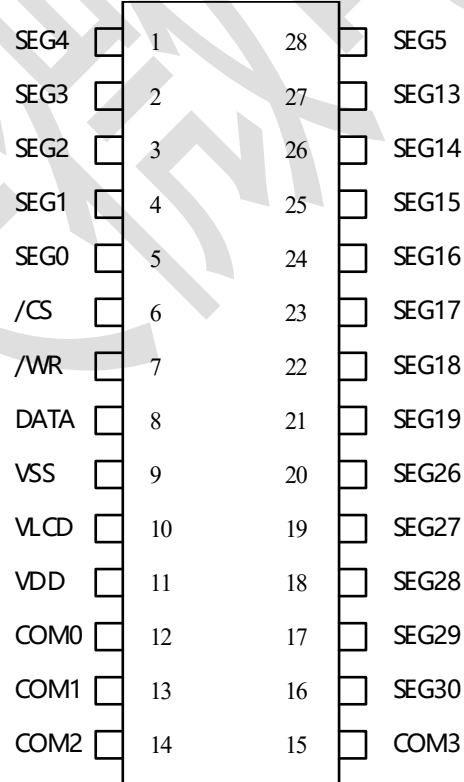 SEG4 1 28 SEG5
SEG3 2 27 SEG13
SEG2 3 26 SEG14
SEG1 4 25 SEG15
SEG0 5 24 SEG16
/CS 6 23 SEG17
/WR 7 22 SEG18
DATA 8 21 SEG19
VSS 9 20 SEG26
VLCD 10 19 SEG27
VDD 11 18 SEG28
COM0 12 17 SEG29
COM1 13 16 SEG30
COM2 14 15 COM3